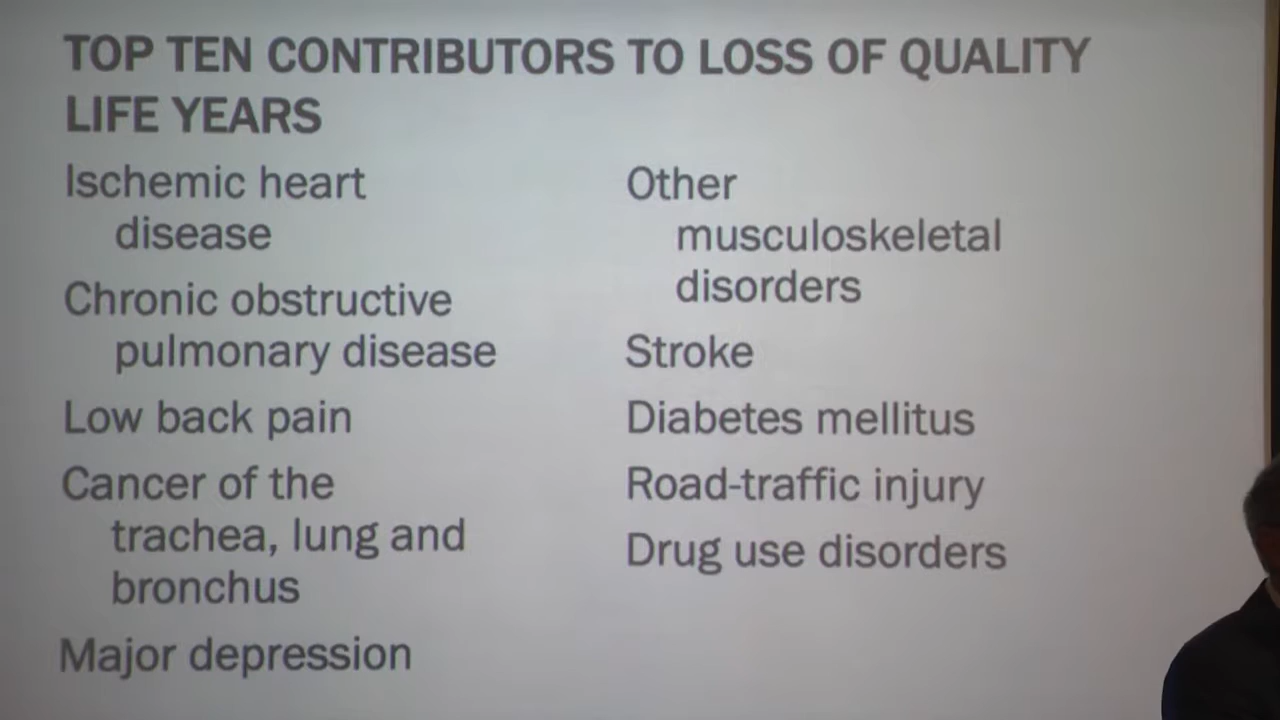 TOP TEN CONTRIBUTORS TO LOSS OF QUALITY
LIFE YEARS
Ischemic heart
disease
Chronic obstructive
pulmonary disease
Low back pain
Cancer of the
trachea, lung and
bronchus
Major depression
Other
musculoskeletal
disorders
Stroke
Diabetes mellitus
Road-traffic injury
Drug use disorders